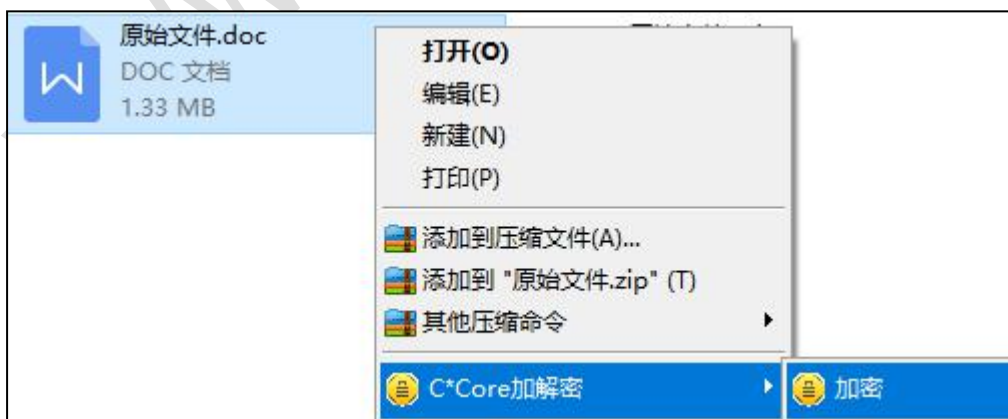 原始文件.doc
DOC 文档
1.33 MB
打开(O)
编辑(E)
新建(N)
打印(P)
添加到压缩文件(A)...
添加到 "原始文件.zip" (T)
其他压缩命令
C*Core加解密
加密